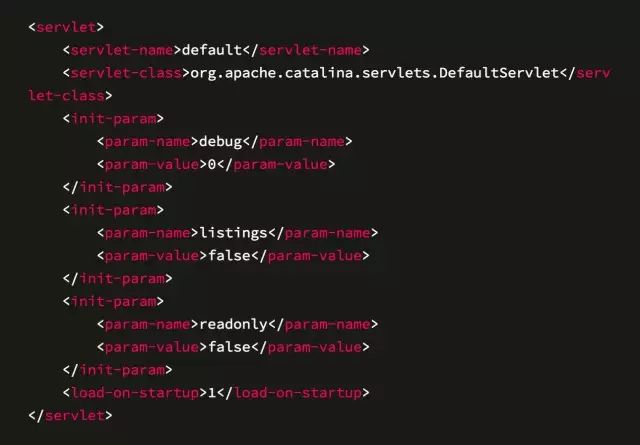 <servlet>
<servlet-name>default</servlet-name>
<servlet-class>org.apache.catalina.servlets.DefaultServlet</serv
let-class>
<init-param>
<param-name>debug</param-name>
<param-value>0</param-value>
</init-param>
<init-param>
<param-name>listings</param-name>
<param-value>false</param-value>
</init-param>
<init-param>
<param-name>readonly</param-name>
<param-value>false</param-value>
</init-param>
<load-on-startup>1</load-on-startup>
</servlet>